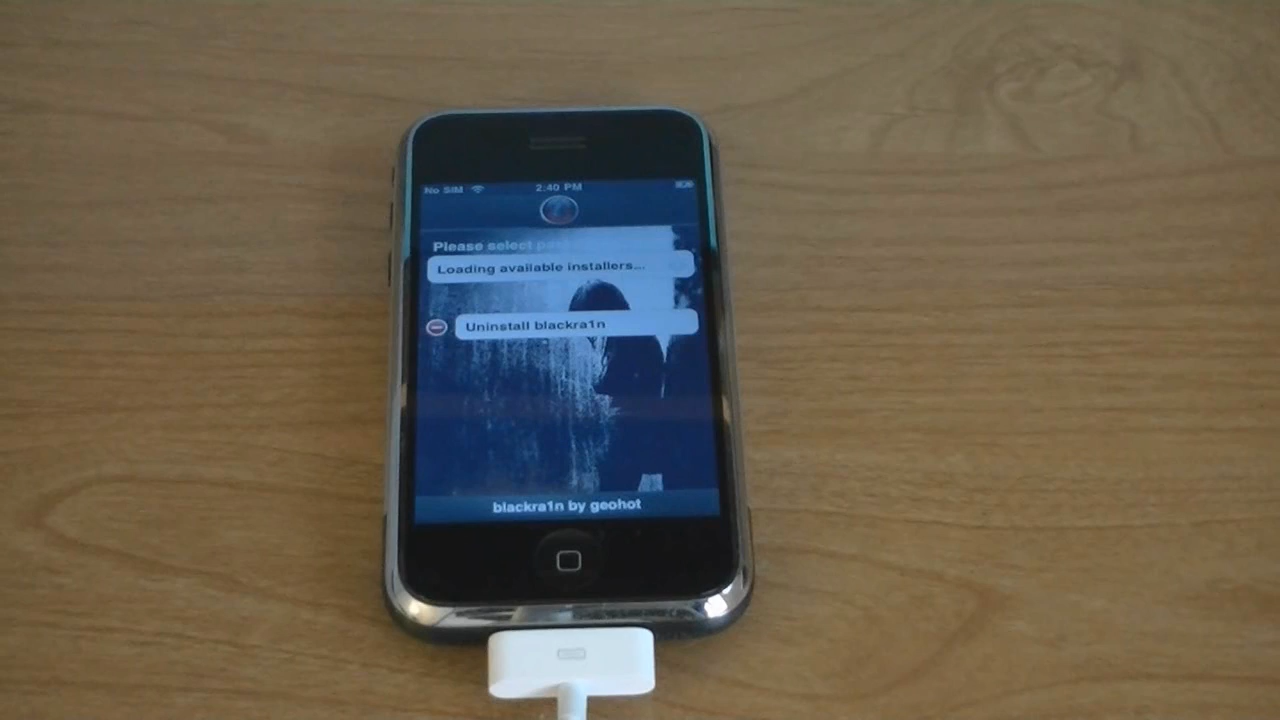 No SIM 2:40 PM
Please select
Loading available installers...
Uninstall blackra1n
blackra1n by geohot